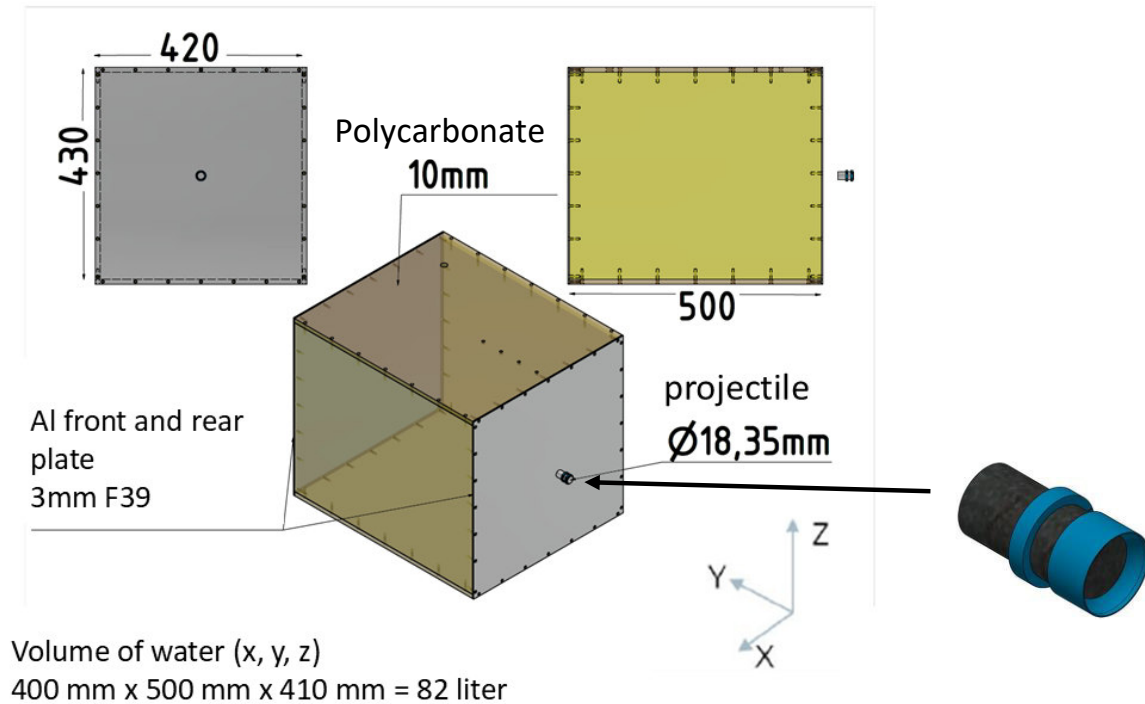 420
430
Polycarbonate
10mm
500
projectile
Ø18,35mm
Al front and rear
plate
3mm F39
Z
Y
X
Volume of water (x, y, z)
400 mm x 500 mm x 410 mm = 82 liter